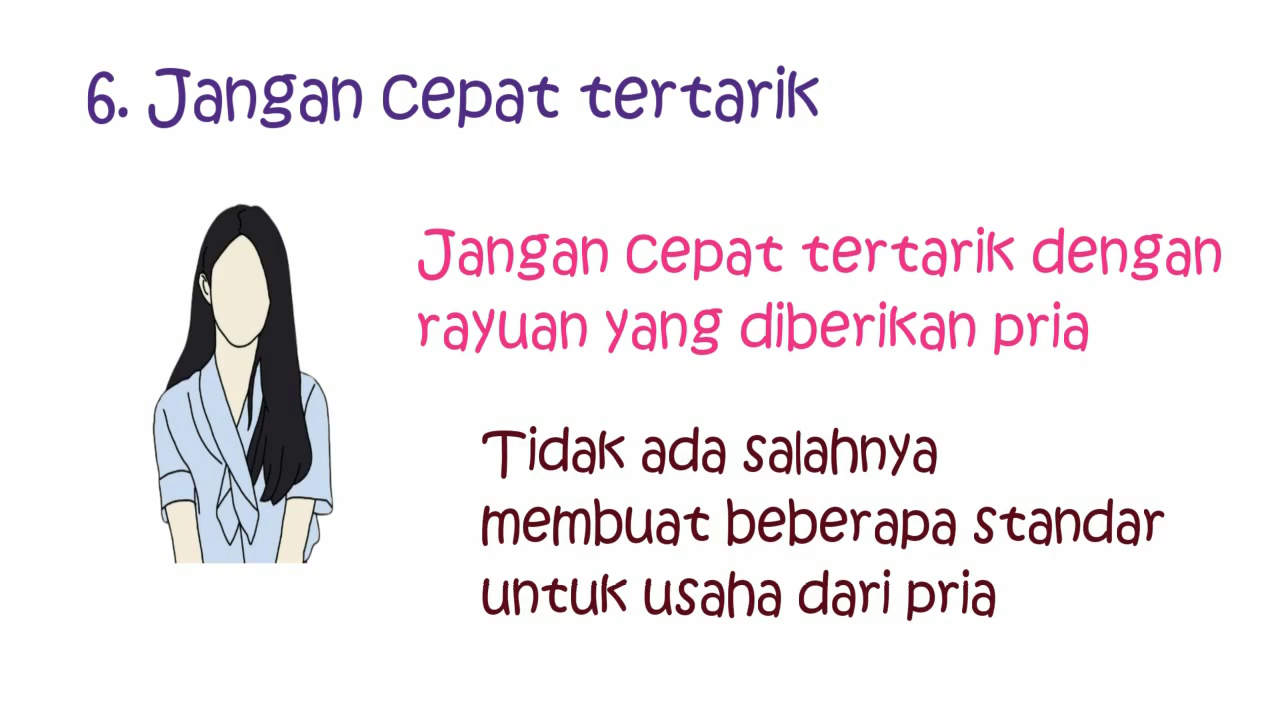 6. Jangan cepat tertarik
Jangan cepat tertarik dengan
rayuan yang diberikan pria
Tidak ada salahnya
membuat beberapa standar
untuk usaha dari pria